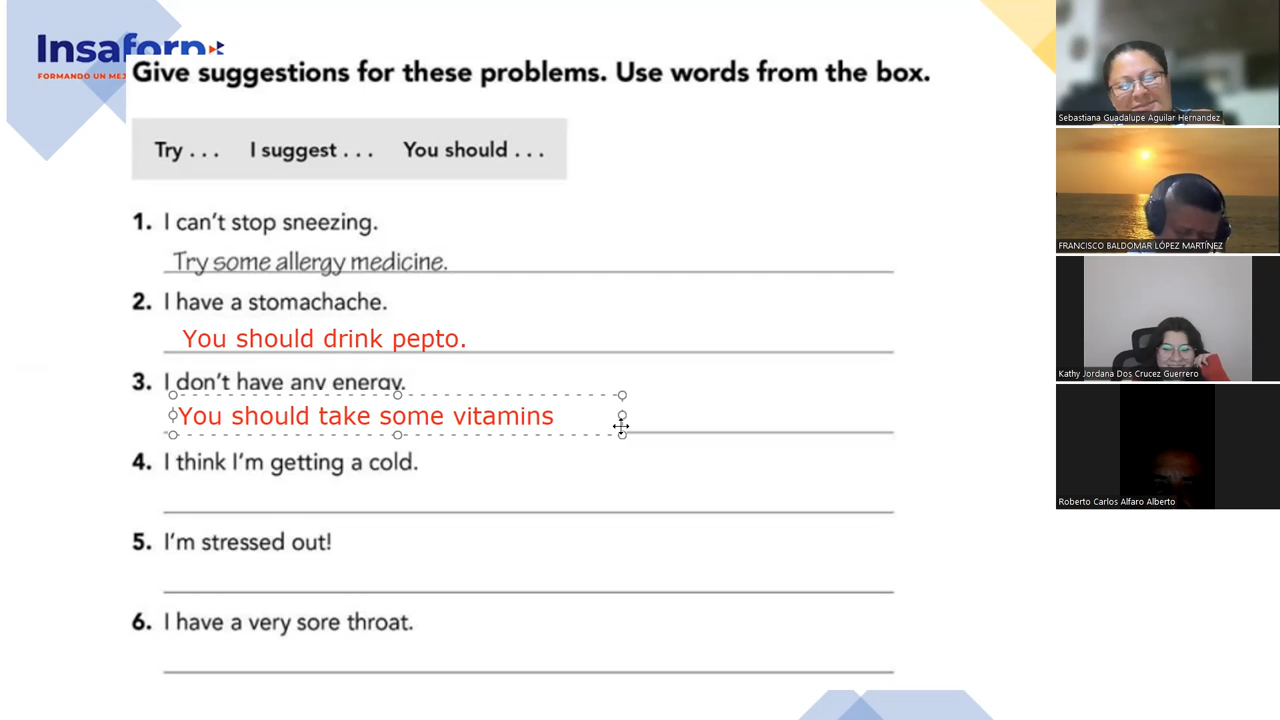 Insaforp
FORMANDO UN MEJ
Give suggestions for these problems. Use words from the box.
Try . . . I suggest . . . You should . . .
1. I can't stop sneezing.
Try some allergy medicine.
2. I have a stomachache.
You should drink pepto.
3. I don't have any energy.
You should take some vitamins
4. I think I'm getting a cold.
5. I'm stressed out!
6. I have a very sore throat.
Sebastiana Guadalupe Aguilar Hernandez
FRANCISCO BALDOMAR LÓPEZ MARTÍNEZ
Kathy Jordana Dos Crucez Guerrero
Roberto Carlos Alfaro Alberto